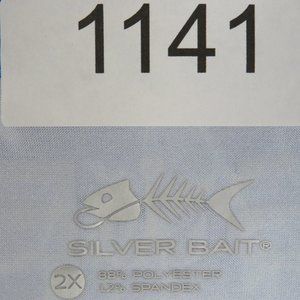 1141
SILVER BAIT®
2X
88% POLYESTER
12% SPANDEX